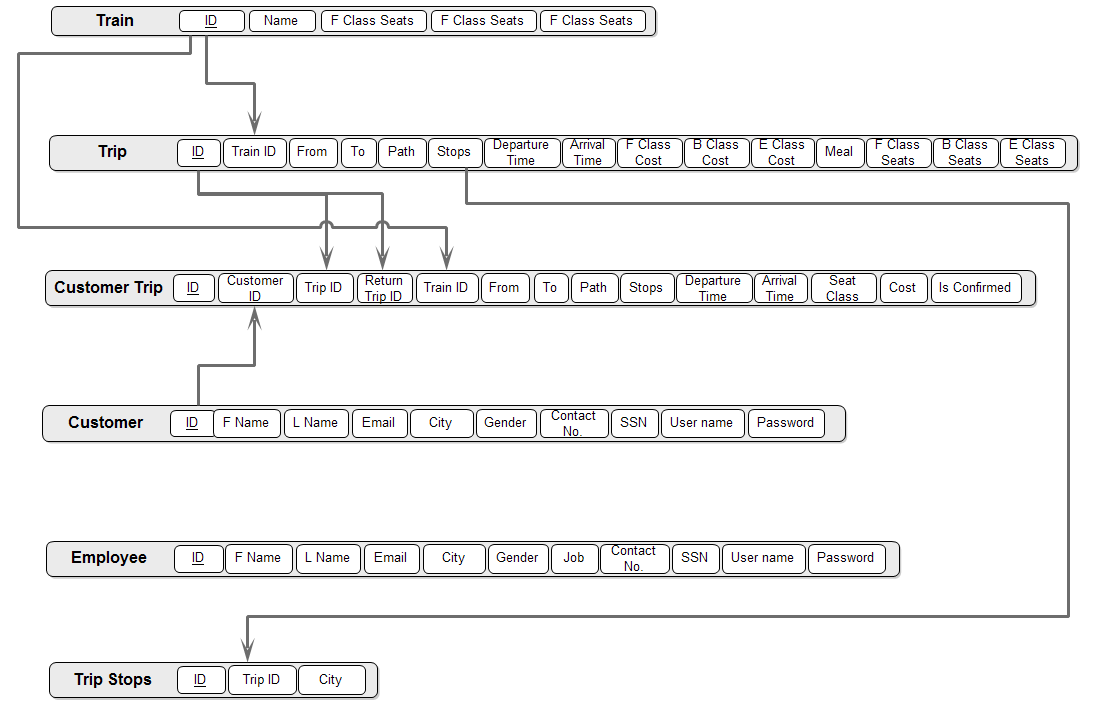 Train ID Name F Class Seats F Class Seats F Class Seats
Trip ID Train ID From To Path Stops Departure Time Arrival Time F Class Cost B Class Cost E Class Cost Meal F Class Seats B Class Seats E Class Seats
Customer Trip ID Customer ID Trip ID Return Trip ID Train ID From To Path Stops Departure Time Arrival Time Seat Class Cost Is Confirmed
Customer ID F Name L Name Email City Gender Contact No. SSN User name Password
Employee ID F Name L Name Email City Gender Job Contact No. SSN User name Password
Trip Stops ID Trip ID City